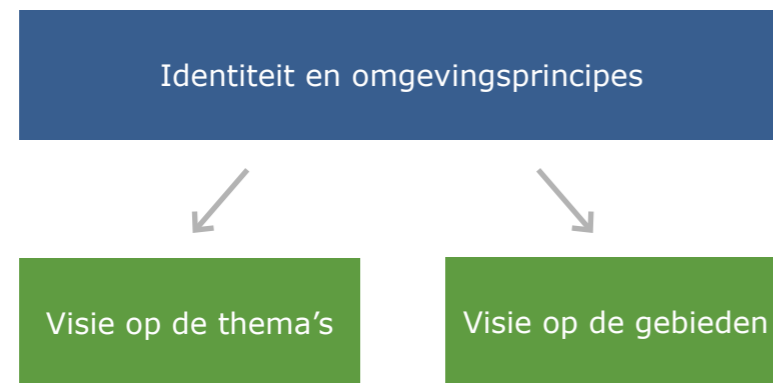 Identiteit en omgevingsprincipes
Visie op de thema’s
Visie op de gebieden